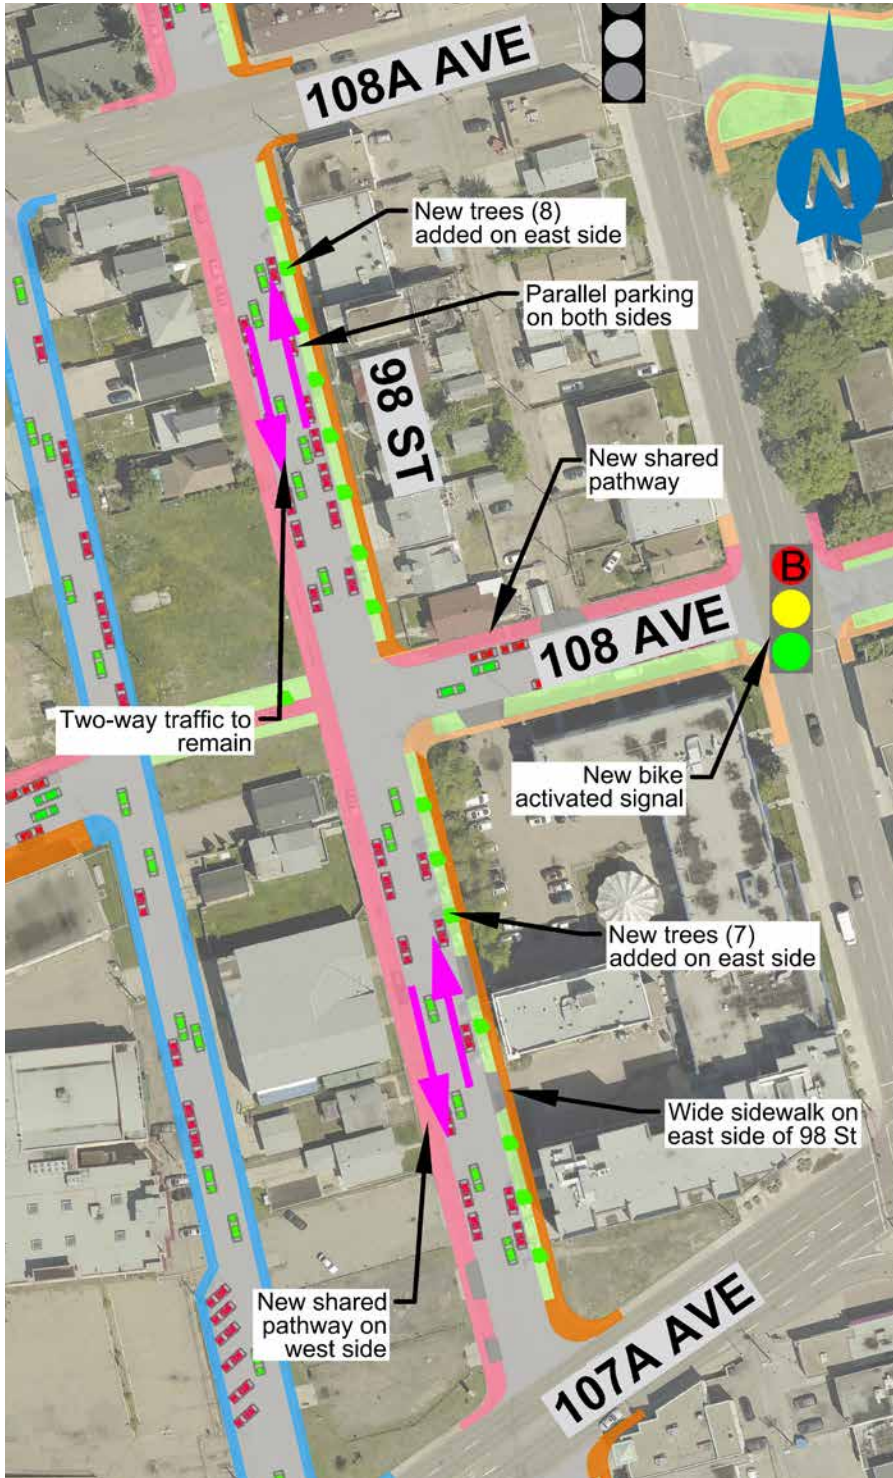 108A AVE
N
New trees (8)
added on east side
Parallel parking
on both sides
98 ST
New shared
pathway
B
108 AVE
Two-way traffic to
remain
New bike
activated signal
New trees (7)
added on east side
Wide sidewalk on
east side of 98 St
New shared
pathway on
west side
107A AVE